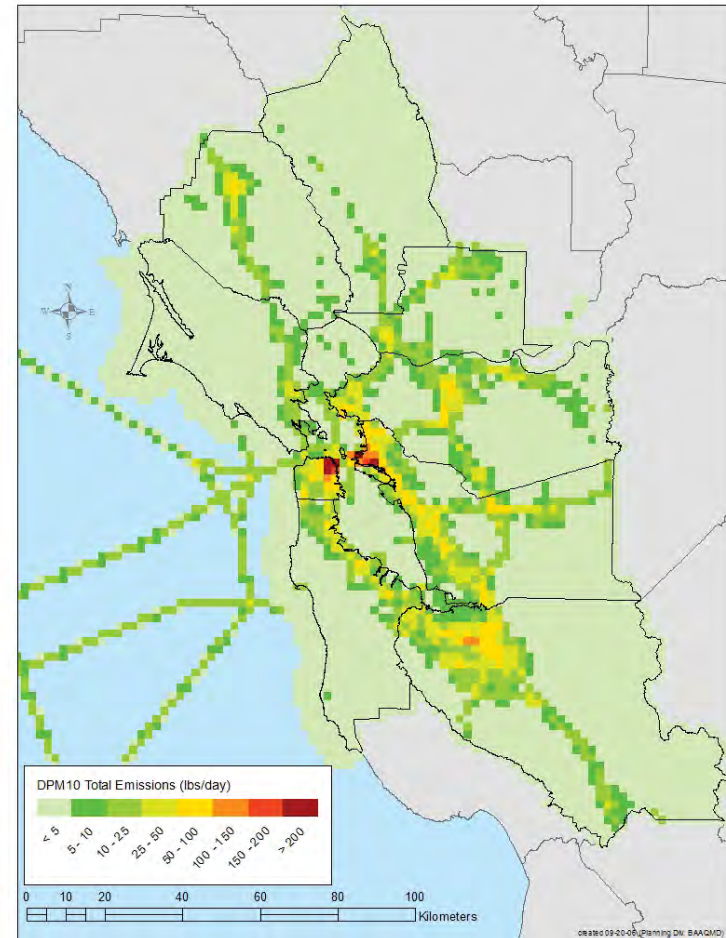 N
W E
S
DPM10 Total Emissions (lbs/day)
< 5
5 - 10
10 - 25
25 - 50
50 - 100
100 - 150
150 - 200
> 200
0 10 20 40 60 80 100
Kilometers
created 09-20-06 (Planning Div. BAAQMD)